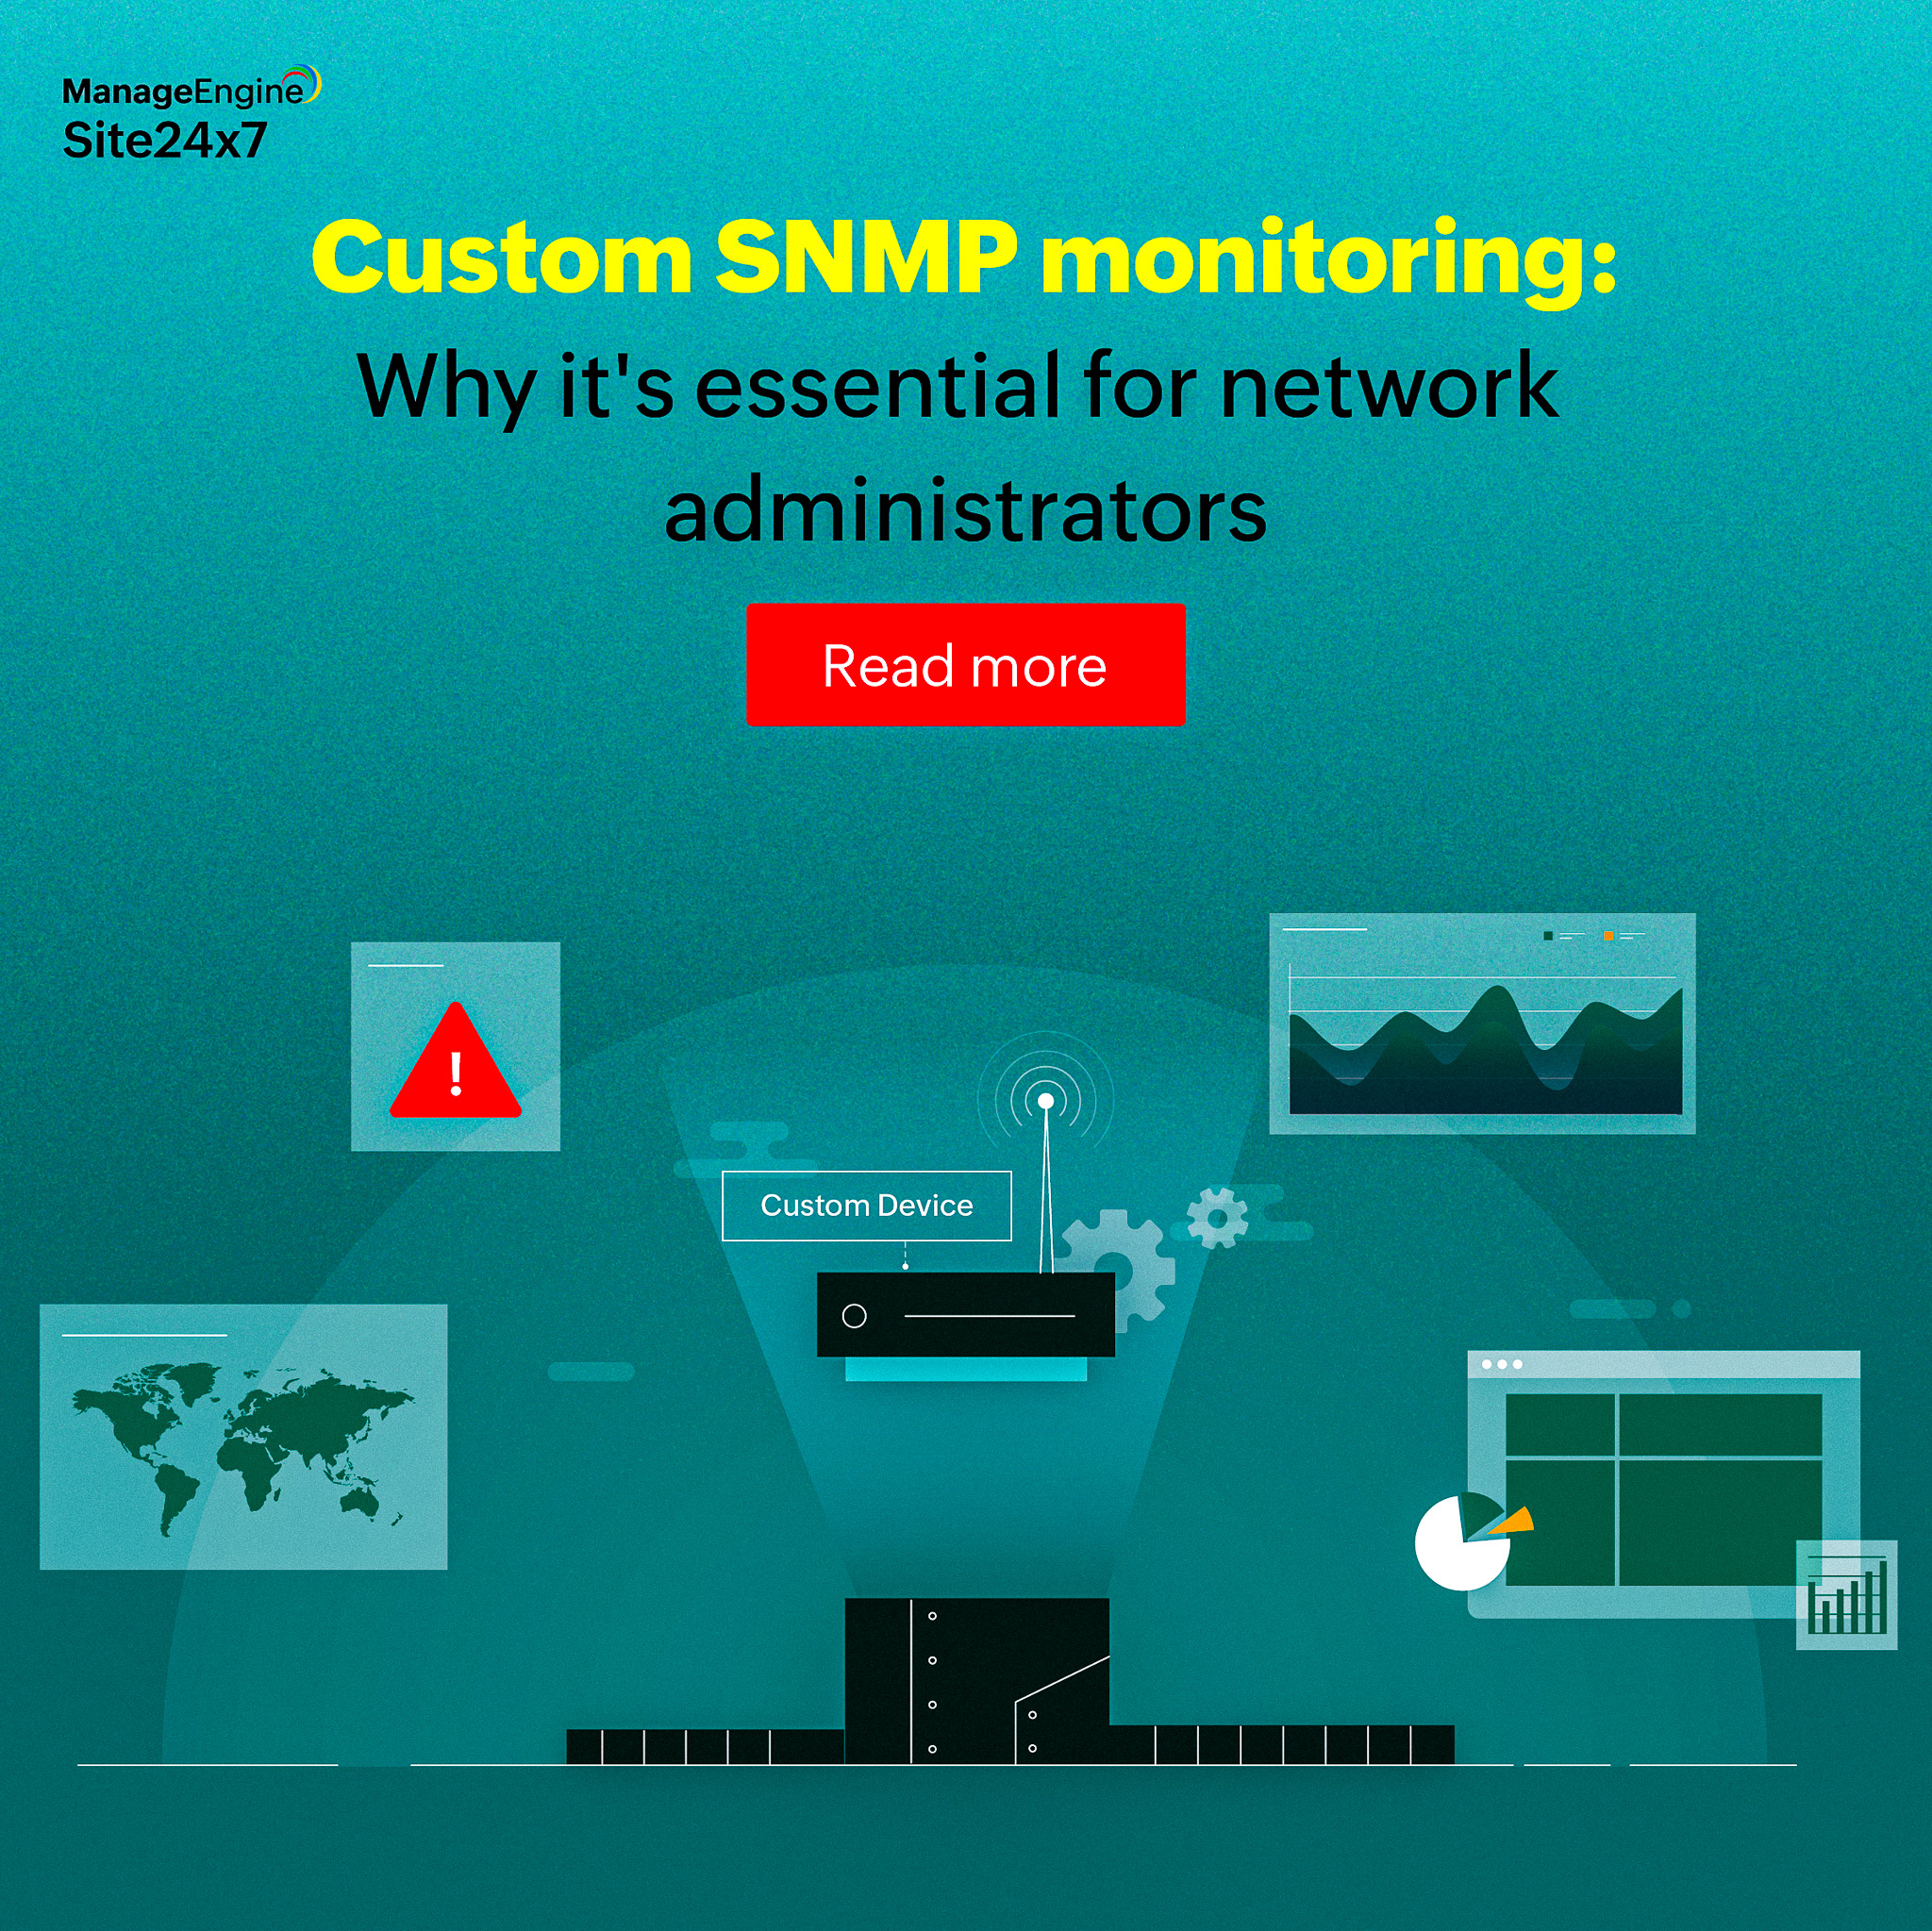 ManageEngine
Site24x7
Custom SNMP monitoring:
Why it's essential for network
administrators
Read more
!
Custom Device